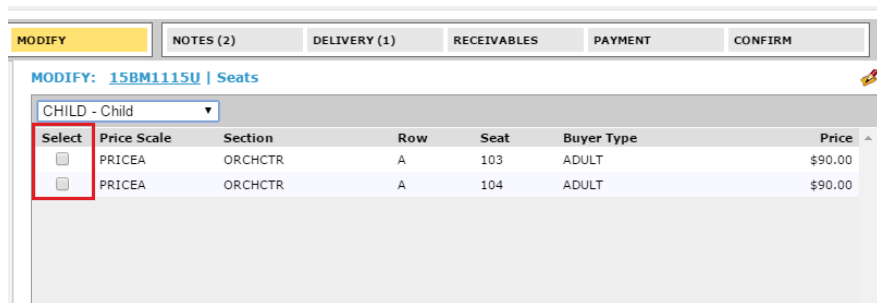 MODIFY NOTES (2) DELIVERY (1) RECEIVABLES PAYMENT CONFIRM
MODIFY: 15BM1115U | Seats
CHILD - Child
Select Price Scale Section Row Seat Buyer Type Price
PRICEA ORCHCTR A 103 ADULT $90.00
PRICEA ORCHCTR A 104 ADULT $90.00